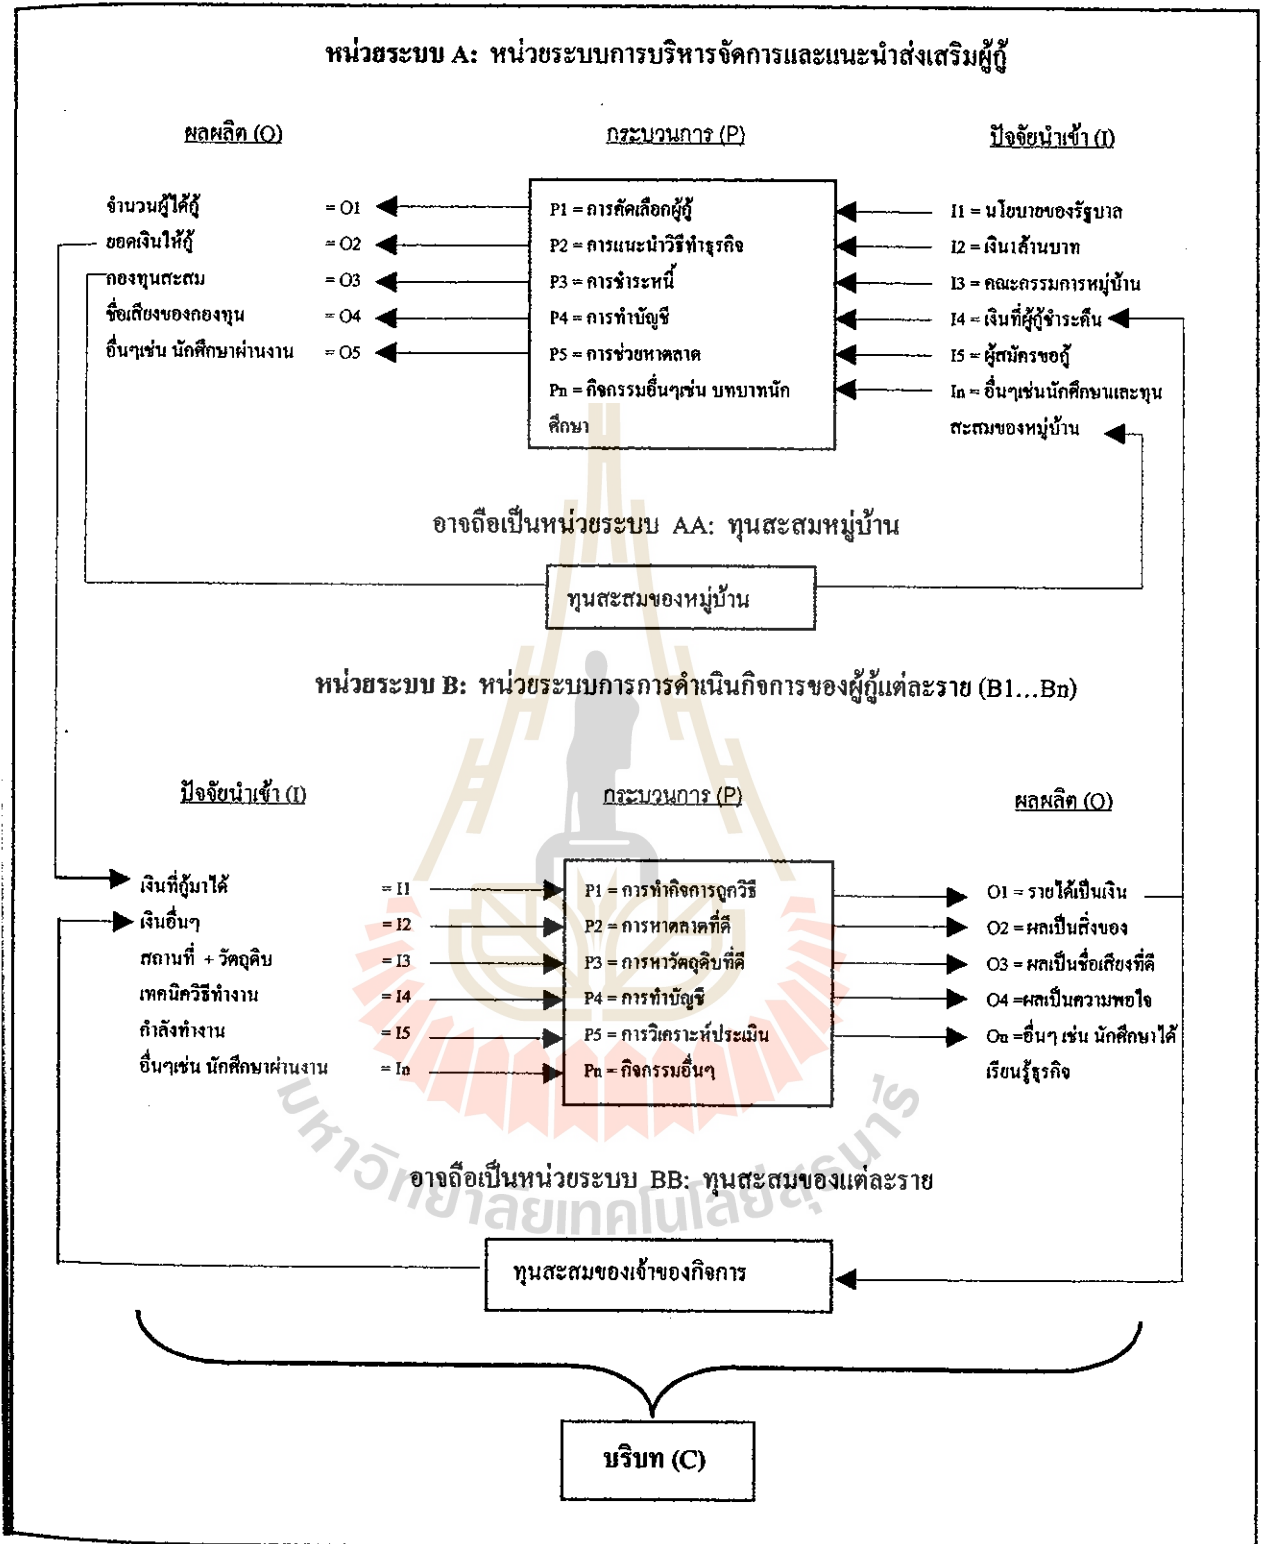 หน่วยระบบ A: หน่วยระบบการบริหารจัดการและแนะนำส่งเสริมผู้กู้
ผลผลิต (O) กระบวนการ (P) ปัจจัยนำเข้า (I)
จำนวนผู้ได้กู้ = O1 P1 = การคัดเลือกผู้กู้ I1 = นโยบายของรัฐบาล
ยอดเงินให้กู้ = O2 P2 = การแนะนำวิธีทำธุรกิจ I2 = เงิน1ล้านบาท
กองทุนสะสม = O3 P3 = การชำระหนี้ I3 = คณะกรรมการหมู่บ้าน
ชื่อเสียงของกองทุน = O4 P4 = การทำบัญชี I4 = เงินที่ผู้กู้ชำระคืน
อื่นๆเช่น นักศึกษาผ่านงาน = O5 P5 = การช่วยหาตลาด I5 = ผู้สมัครขอกู้
Pn = กิจกรรมอื่นๆเช่น บทบาทนัก In = อื่นๆเช่นนักศึกษาและทุน
ศึกษา สะสมของหมู่บ้าน
อาจถือเป็นหน่วยระบบ AA: ทุนสะสมหมู่บ้าน
ทุนสะสมของหมู่บ้าน
หน่วยระบบ B: หน่วยระบบการการดำเนินกิจการของผู้กู้แต่ละราย (B1...Bn)
ปัจจัยนำเข้า (I) กระบวนการ (P) ผลผลิต (O)
เงินที่กู้มาได้ = I1 P1 = การทำกิจการถูกวิธี O1 = รายได้เป็นเงิน
เงินอื่นๆ = I2 P2 = การหาตลาดที่ดี O2 = ผลเป็นสิ่งของ
สถานที่ + วัตถุดิบ = I3 P3 = การหาวัตถุดิบที่ดี O3 = ผลเป็นชื่อเสียงที่ดี
เทคนิควิธีทำงาน = I4 P4 = การทำบัญชี O4 =ผลเป็นความพอใจ
กำลังทำงาน = I5 P5 = การวิเคราะห์ประเมิน On =อื่นๆ เช่น นักศึกษาได้
อื่นๆเช่น นักศึกษาผ่านงาน = In Pn = กิจกรรมอื่นๆ เรียนรู้ธุรกิจ
มหาวิทยาลัยเทคโนโลยีสุรนารี
อาจถือเป็นหน่วยระบบ BB: ทุนสะสมของแต่ละราย
ทุนสะสมของเจ้าของกิจการ
บริบท (C)